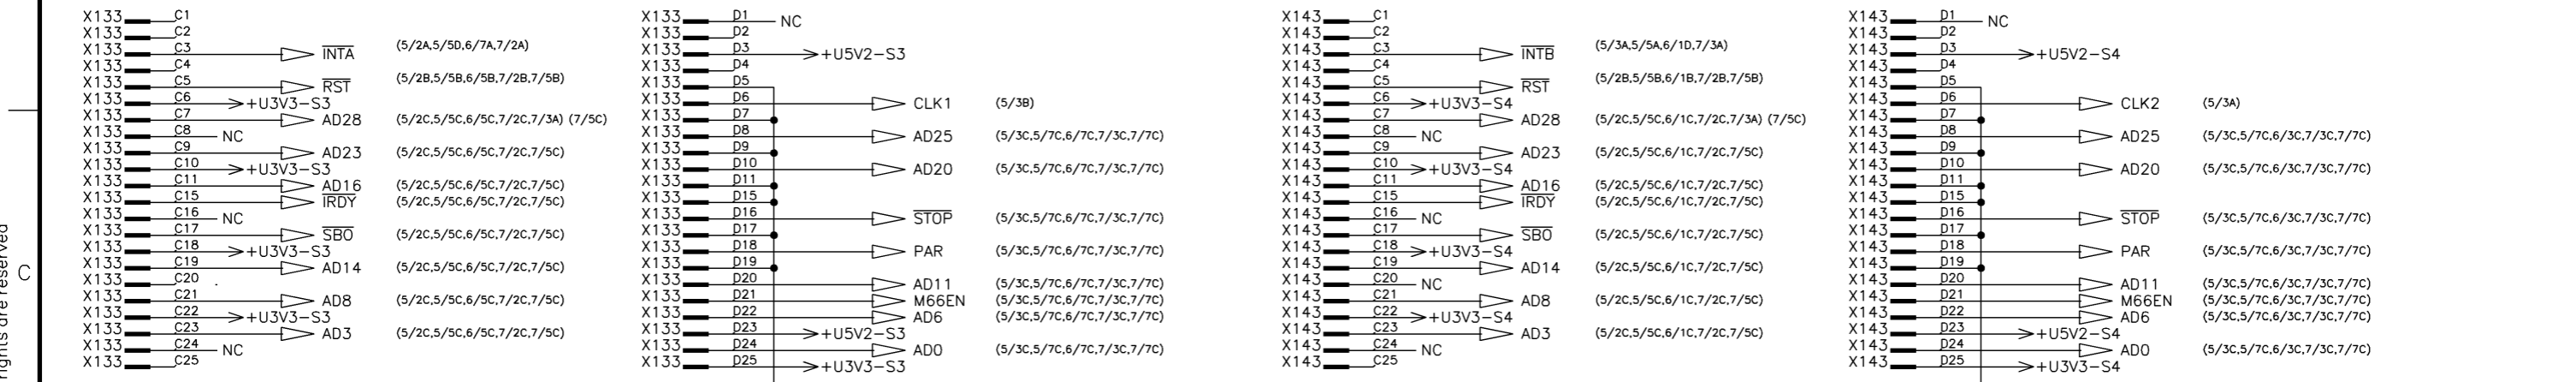 X133 C1
X133 C2
X133 C3 INTA (5/2A,5/5D,6/7A,7/2A)
X133 C4
X133 C5 RST (5/2B,5/5B,6/5B,7/2B,7/5B)
X133 C6 +U3V3-S3
X133 C7 AD28 (5/2C,5/5C,6/5C,7/2C,7/3A) (7/5C)
X133 C8 NC
X133 C9 AD23 (5/2C,5/5C,6/5C,7/2C,7/5C)
X133 C10 +U3V3-S3
X133 C11 AD16 (5/2C,5/5C,6/5C,7/2C,7/5C)
X133 C15 IRDY (5/2C,5/5C,6/5C,7/2C,7/5C)
X133 C16 NC
X133 C17 SBO (5/2C,5/5C,6/5C,7/2C,7/5C)
X133 C18 +U3V3-S3
X133 C19 AD14 (5/2C,5/5C,6/5C,7/2C,7/5C)
X133 C20
X133 C21 AD8 (5/2C,5/5C,6/5C,7/2C,7/5C)
X133 C22 +U3V3-S3
X133 C23 AD3 (5/2C,5/5C,6/5C,7/2C,7/5C)
X133 C24 NC
X133 C25
X133 D1 NC
X133 D2
X133 D3 +U5V2-S3
X133 D4
X133 D5
X133 D6 CLK1 (5/3B)
X133 D7
X133 D8 AD25 (5/3C,5/7C,6/7C,7/3C,7/7C)
X133 D9
X133 D10 AD20 (5/3C,5/7C,6/7C,7/3C,7/7C)
X133 D11
X133 D15
X133 D16 STOP (5/3C,5/7C,6/7C,7/3C,7/7C)
X133 D17
X133 D18 PAR (5/3C,5/7C,6/7C,7/3C,7/7C)
X133 D19
X133 D20 AD11 (5/3C,5/7C,6/7C,7/3C,7/7C)
X133 D21 M66EN (5/3C,5/7C,6/7C,7/3C,7/7C)
X133 D22 AD6 (5/3C,5/7C,6/7C,7/3C,7/7C)
X133 D23 +U5V2-S3
X133 D24 AD0 (5/3C,5/7C,6/7C,7/3C,7/7C)
X133 D25 +U3V3-S3
X143 C1
X143 C2
X143 C3 INTB (5/3A,5/5A,6/1D,7/3A)
X143 C4
X143 C5 RST (5/2B,5/5B,6/1B,7/2B,7/5B)
X143 C6 +U3V3-S4
X143 C7 AD28 (5/2C,5/5C,6/1C,7/2C,7/3A) (7/5C)
X143 C8 NC
X143 C9 AD23 (5/2C,5/5C,6/1C,7/2C,7/5C)
X143 C10 +U3V3-S4
X143 C11 AD16 (5/2C,5/5C,6/1C,7/2C,7/5C)
X143 C15 IRDY (5/2C,5/5C,6/1C,7/2C,7/5C)
X143 C16 NC
X143 C17 SBO (5/2C,5/5C,6/1C,7/2C,7/5C)
X143 C18 +U3V3-S4
X143 C19 AD14 (5/2C,5/5C,6/1C,7/2C,7/5C)
X143 C20 NC
X143 C21 AD8 (5/2C,5/5C,6/1C,7/2C,7/5C)
X143 C22 +U3V3-S4
X143 C23 AD3 (5/2C,5/5C,6/1C,7/2C,7/5C)
X143 C24 NC
X143 C25
X143 D1 NC
X143 D2
X143 D3 +U5V2-S4
X143 D4
X143 D5
X143 D6 CLK2 (5/3A)
X143 D7
X143 D8 AD25 (5/3C,5/7C,6/3C,7/3C,7/7C)
X143 D9
X143 D10 AD20 (5/3C,5/7C,6/3C,7/3C,7/7C)
X143 D11
X143 D15
X143 D16 STOP (5/3C,5/7C,6/3C,7/3C,7/7C)
X143 D17
X143 D18 PAR (5/3C,5/7C,6/3C,7/3C,7/7C)
X143 D19
X143 D20 AD11 (5/3C,5/7C,6/3C,7/3C,7/7C)
X143 D21 M66EN (5/3C,5/7C,6/3C,7/3C,7/7C)
X143 D22 AD6 (5/3C,5/7C,6/3C,7/3C,7/7C)
X143 D23 +U5V2-S4
X143 D24 AD0 (5/3C,5/7C,6/3C,7/3C,7/7C)
X143 D25 +U3V3-S4
C
rights are reserved